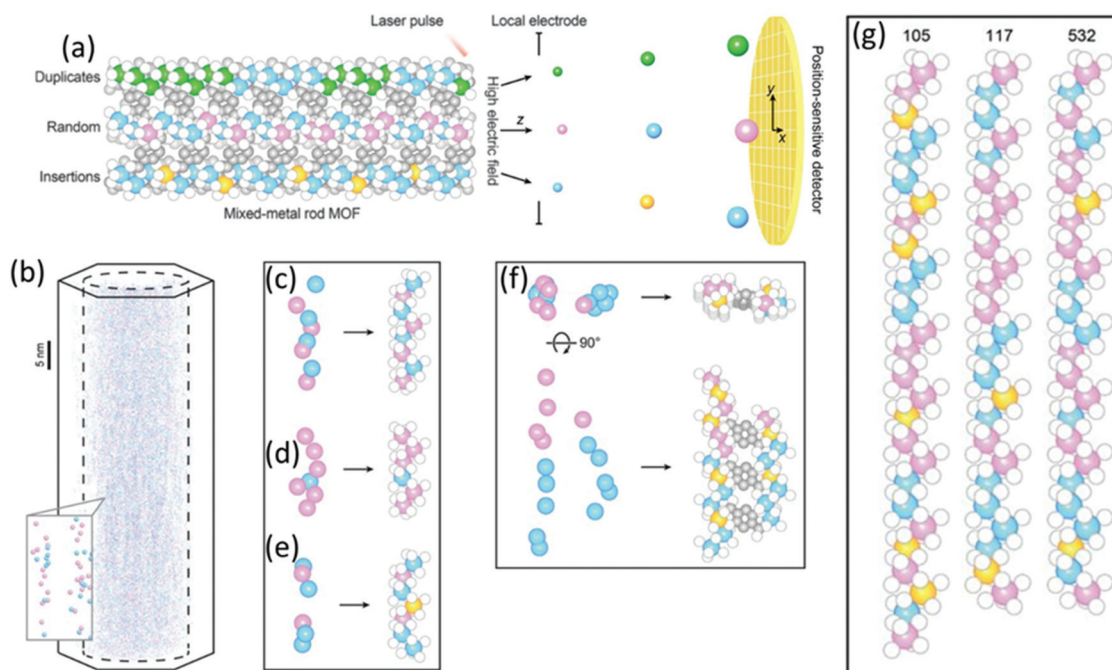 Laser pulse
Local electrode
(a)
Duplicates
Random
Insertions
High electric field
z
y
x
Position-sensitive detector
Mixed-metal rod MOF
(b)
5 nm
(c)
(d)
(e)
(f)
90°
(g)
105 117 532